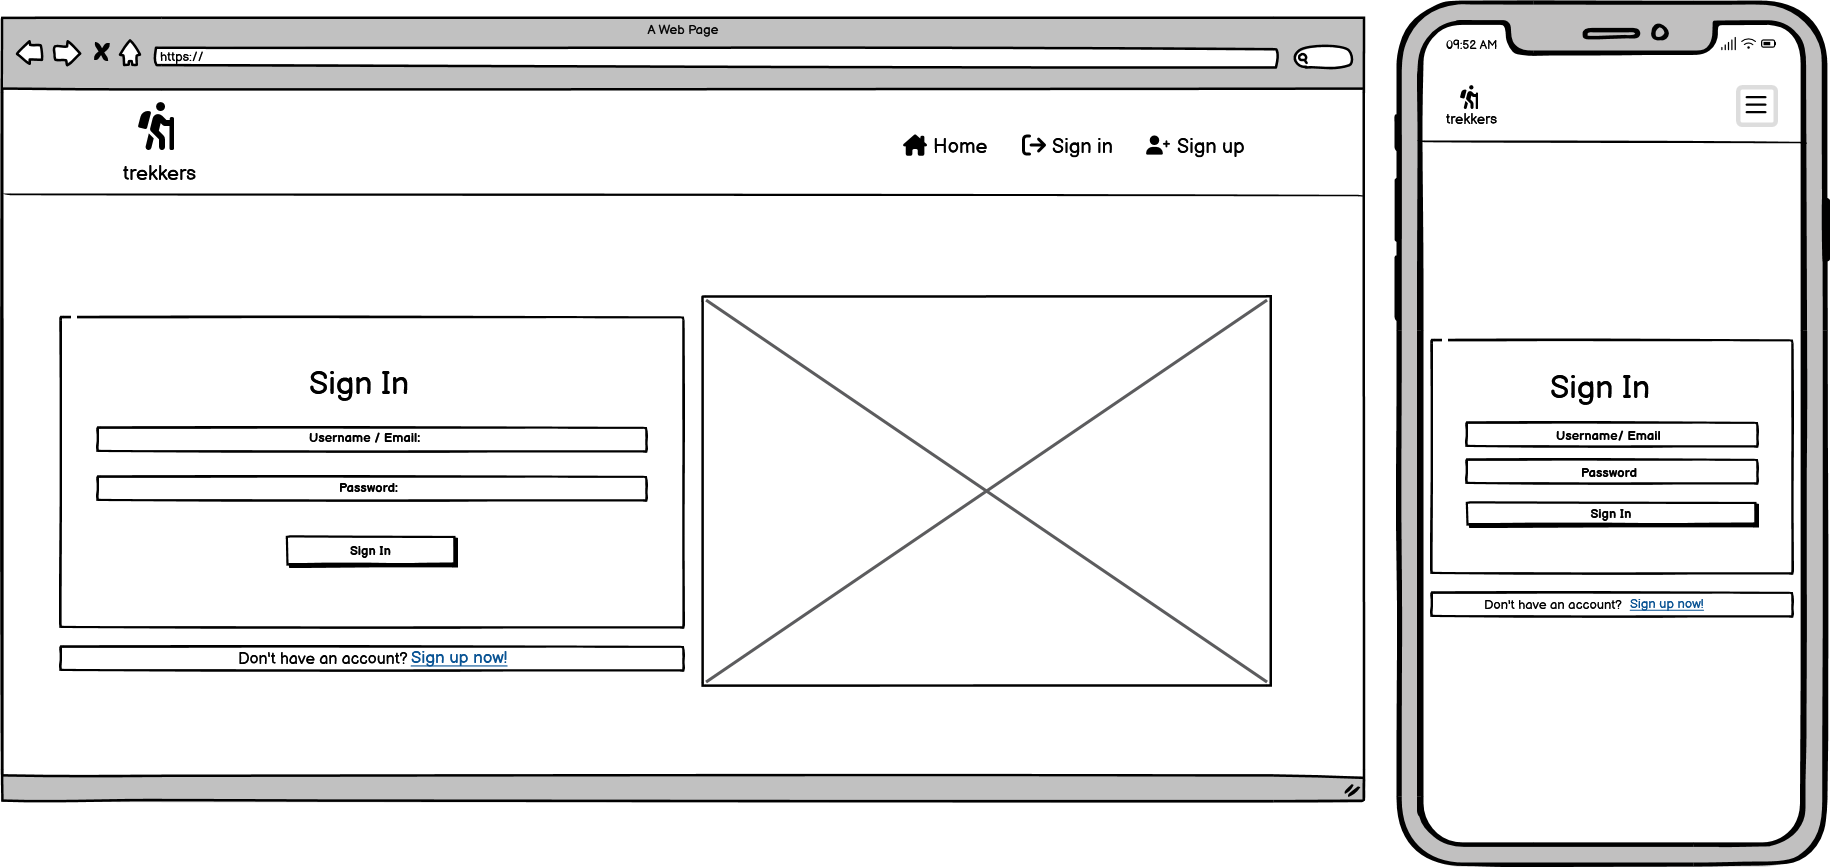 A Web Page
https://
trekkers
Home
Sign in
Sign up
Sign In
Username / Email:
Password:
Sign In
Don't have an account? Sign up now!
09:52 AM
trekkers
Sign In
Username/ Email
Password
Sign In
Don't have an account? Sign up now!